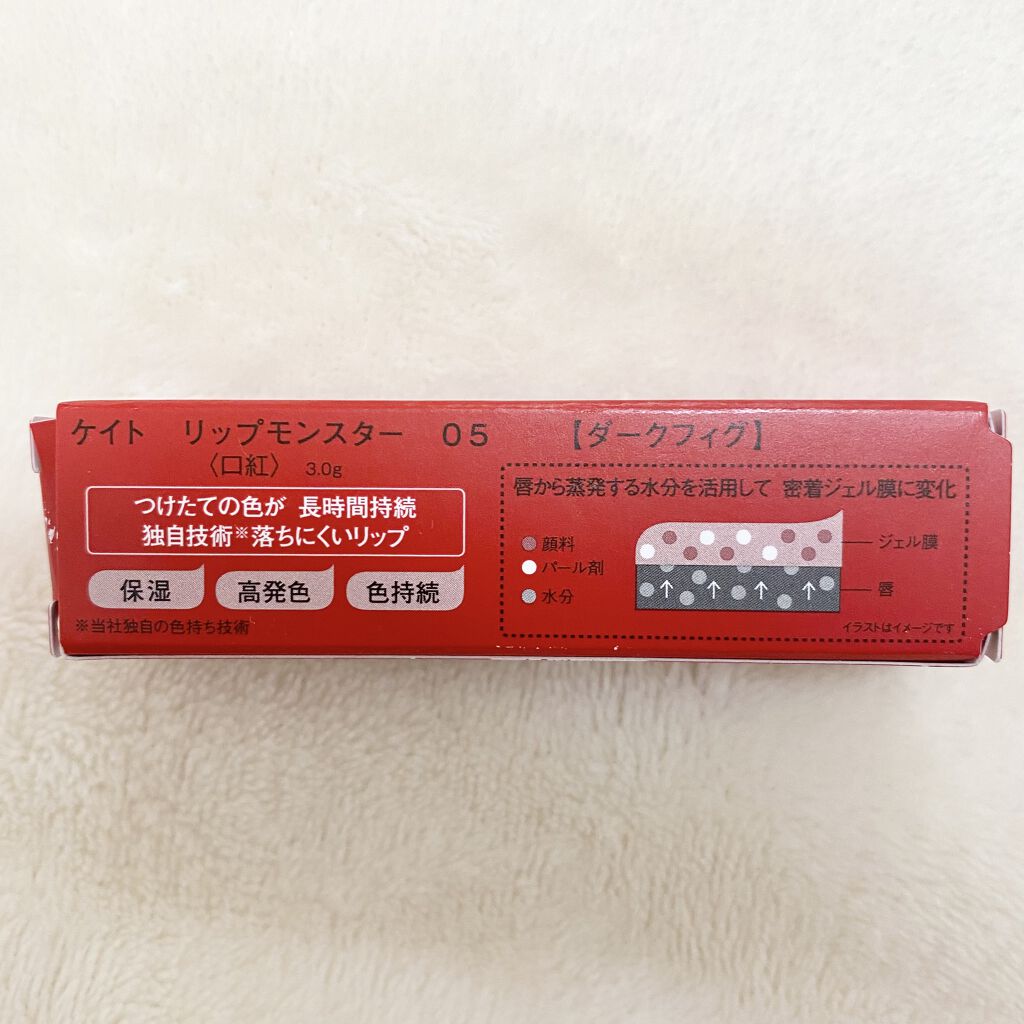 ケイト リップモンスター 05 【ダークフィグ】
〈口紅〉 3.0g
つけたての色が 長時間持続
独自技術※落ちにくいリップ
保湿
高発色
色持続
※当社独自の色持ち技術
唇から蒸発する水分を活用して 密着ジェル膜に変化
顔料
パール剤
水分
ジェル膜
唇
イラストはイメージです